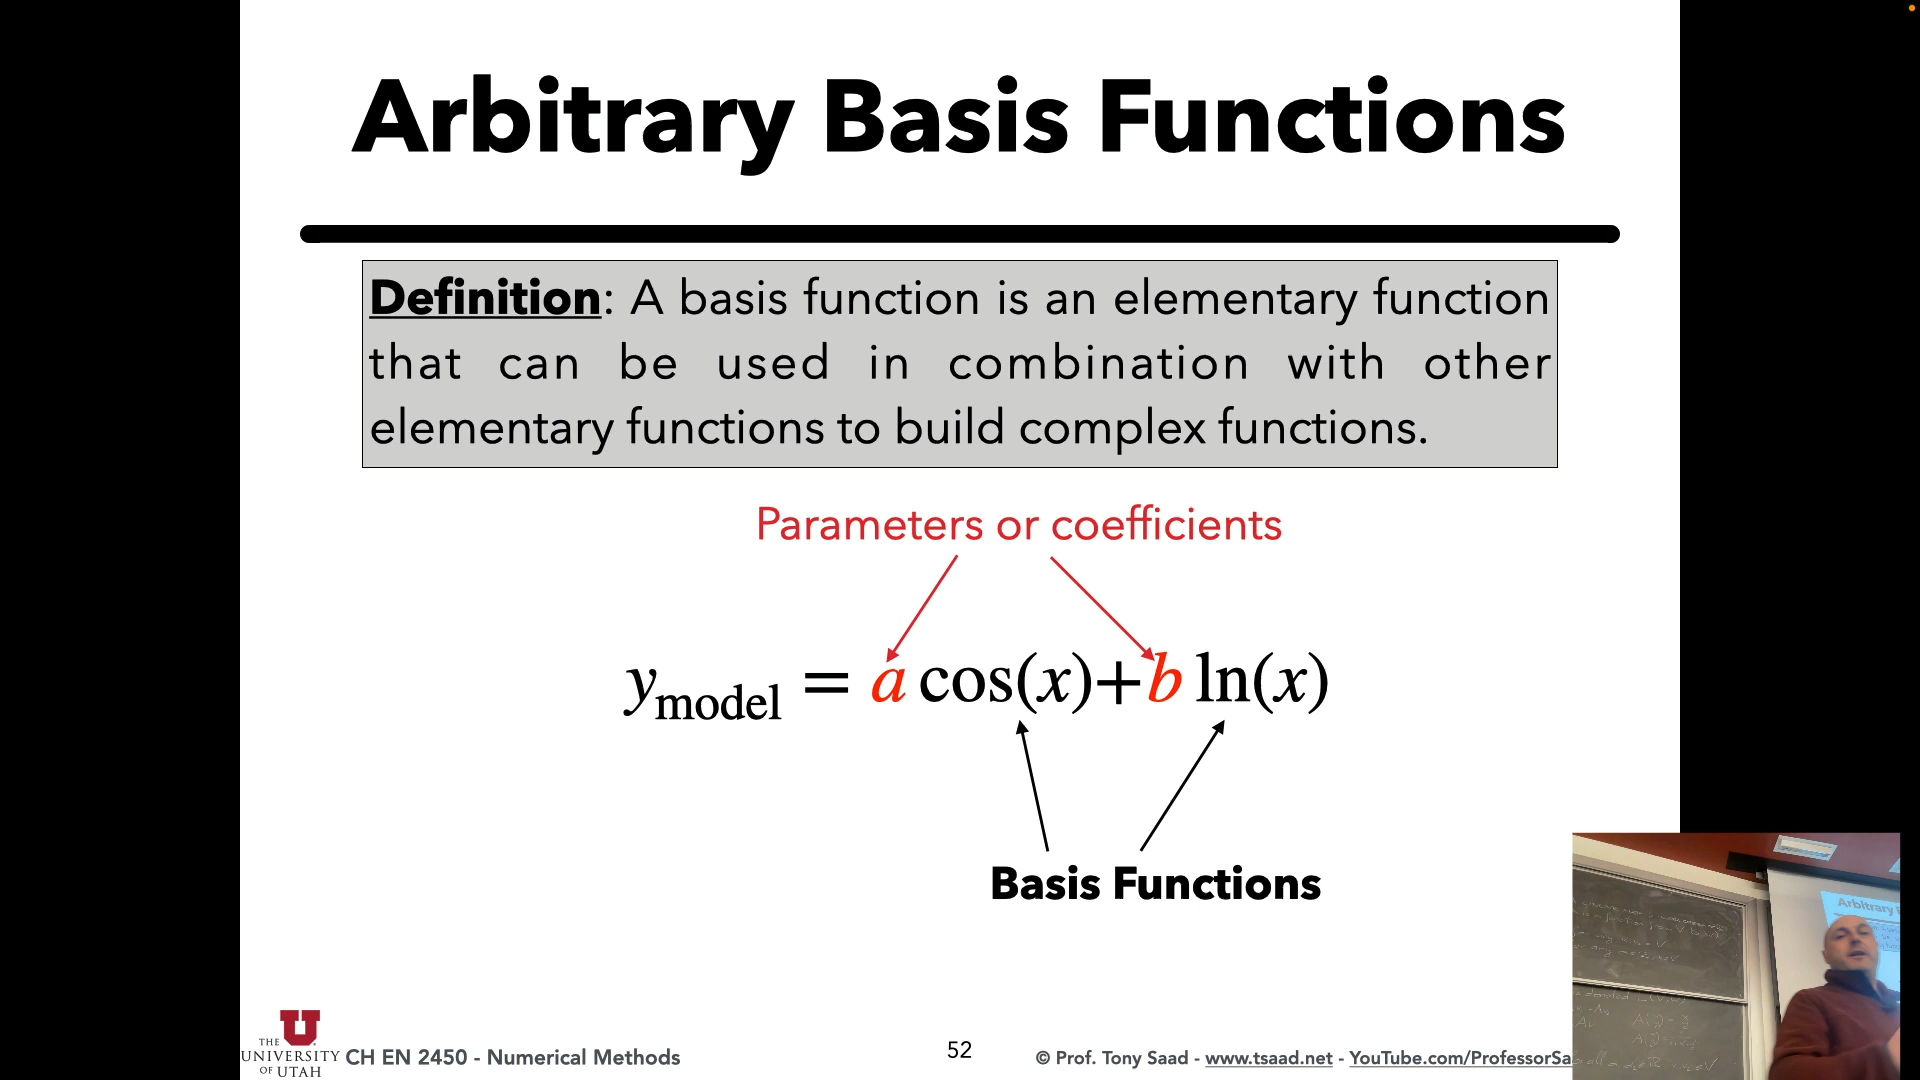 Arbitrary Basis Functions
Definition: A basis function is an elementary function
that can be used in combination with other
elementary functions to build complex functions.
Parameters or coefficients
y_model = a cos(x)+b ln(x)
Basis Functions
THE
UNIVERSITY
OF UTAH
CH EN 2450 - Numerical Methods
52
© Prof. Tony Saad - www.tsaad.net - YouTube.com/ProfessorSa
Arbitrary